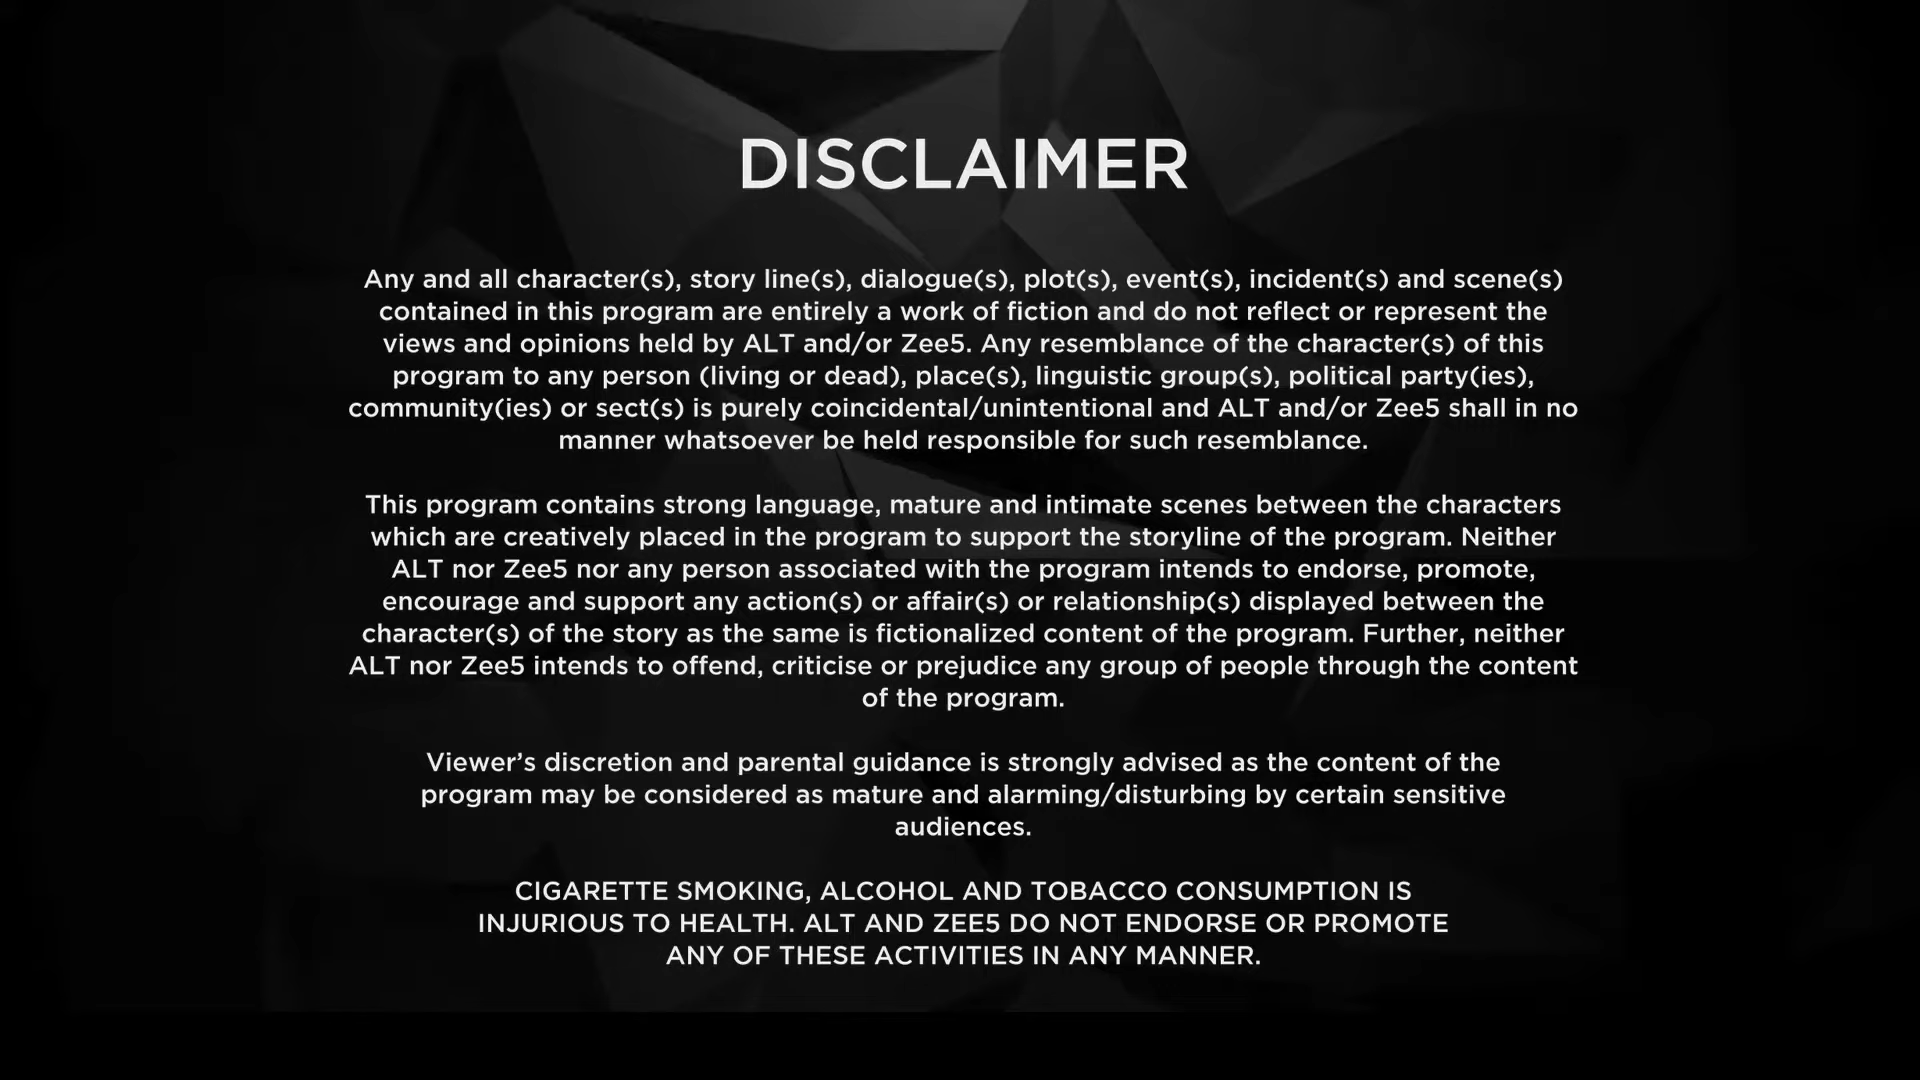 DISCLAIMER
Any and all character(s), story line(s), dialogue(s), plot(s), event(s), incident(s) and scene(s)
contained in this program are entirely a work of fiction and do not reflect or represent the
views and opinions held by ALT and/or Zee5. Any resemblance of the character(s) of this
program to any person (living or dead), place(s), linguistic group(s), political party(ies),
community(ies) or sect(s) is purely coincidental/unintentional and ALT and/or Zee5 shall in no
manner whatsoever be held responsible for such resemblance.
This program contains strong language, mature and intimate scenes between the characters
which are creatively placed in the program to support the storyline of the program. Neither
ALT nor Zee5 nor any person associated with the program intends to endorse, promote,
encourage and support any action(s) or affair(s) or relationship(s) displayed between the
character(s) of the story as the same is fictionalized content of the program. Further, neither
ALT nor Zee5 intends to offend, criticise or prejudice any group of people through the content
of the program.
Viewer’s discretion and parental guidance is strongly advised as the content of the
program may be considered as mature and alarming/disturbing by certain sensitive
audiences.
CIGARETTE SMOKING, ALCOHOL AND TOBACCO CONSUMPTION IS
INJURIOUS TO HEALTH. ALT AND ZEE5 DO NOT ENDORSE OR PROMOTE
ANY OF THESE ACTIVITIES IN ANY MANNER.